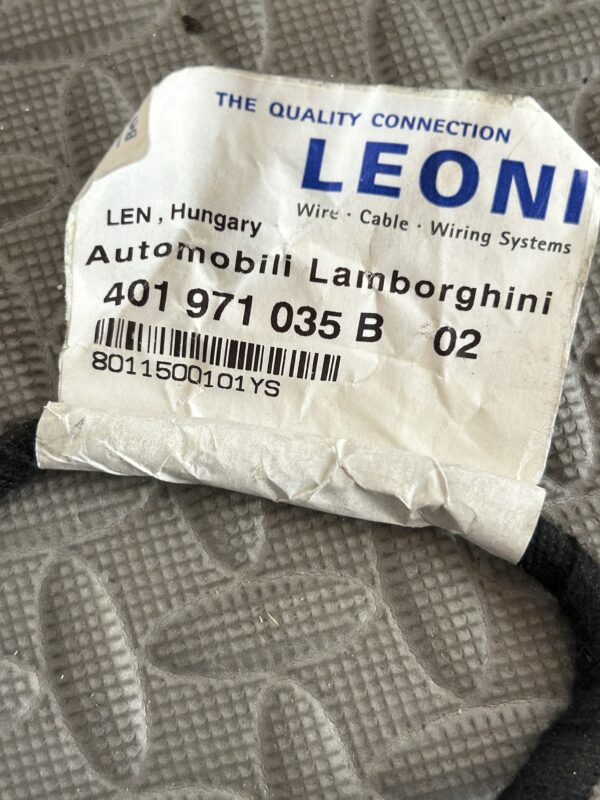 THE QUALITY CONNECTION
LEONI
Wire · Cable · Wiring Systems
LEN , Hungary
Automobili Lamborghini
401 971 035 B 02
8011500101YS